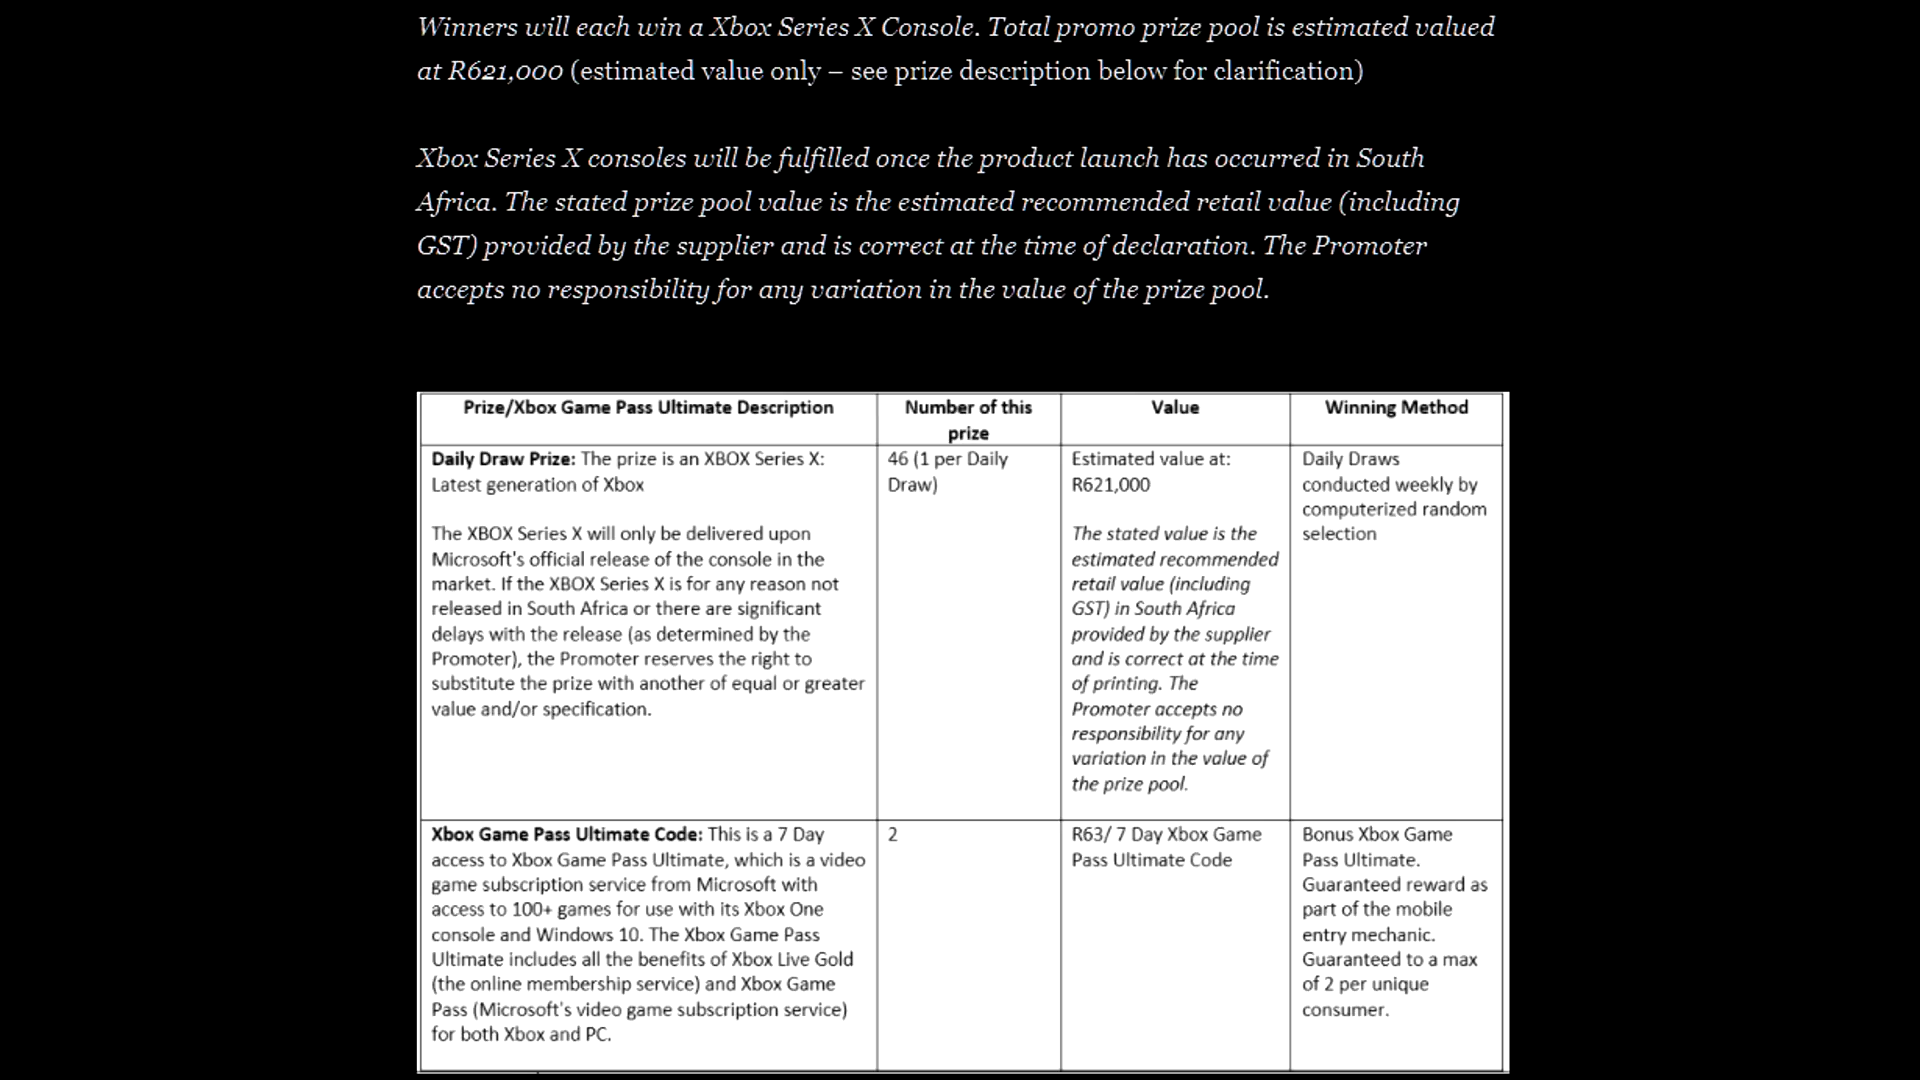 Winners will each win a Xbox Series X Console. Total promo prize pool is estimated valued
at R621,000 (estimated value only – see prize description below for clarification)
Xbox Series X consoles will be fulfilled once the product launch has occurred in South
Africa. The stated prize pool value is the estimated recommended retail value (including
GST) provided by the supplier and is correct at the time of declaration. The Promoter
accepts no responsibility for any variation in the value of the prize pool.
Prize/Xbox Game Pass Ultimate Description
Number of this
prize
Value
Winning Method
Daily Draw Prize: The prize is an XBOX Series X:
Latest generation of Xbox
The XBOX Series X will only be delivered upon
Microsoft's official release of the console in the
market. If the XBOX Series X is for any reason not
released in South Africa or there are significant
delays with the release (as determined by the
Promoter), the Promoter reserves the right to
substitute the prize with another of equal or greater
value and/or specification.
46 (1 per Daily
Draw)
Estimated value at:
R621,000
The stated value is the
estimated recommended
retail value (including
GST) in South Africa
provided by the supplier
and is correct at the time
of printing. The
Promoter accepts no
responsibility for any
variation in the value of
the prize pool.
Daily Draws
conducted weekly by
computerized random
selection
Xbox Game Pass Ultimate Code: This is a 7 Day
access to Xbox Game Pass Ultimate, which is a video
game subscription service from Microsoft with
access to 100+ games for use with its Xbox One
console and Windows 10. The Xbox Game Pass
Ultimate includes all the benefits of Xbox Live Gold
(the online membership service) and Xbox Game
Pass (Microsoft's video game subscription service)
for both Xbox and PC.
2
R63/ 7 Day Xbox Game
Pass Ultimate Code
Bonus Xbox Game
Pass Ultimate.
Guaranteed reward as
part of the mobile
entry mechanic.
Guaranteed to a max
of 2 per unique
consumer.